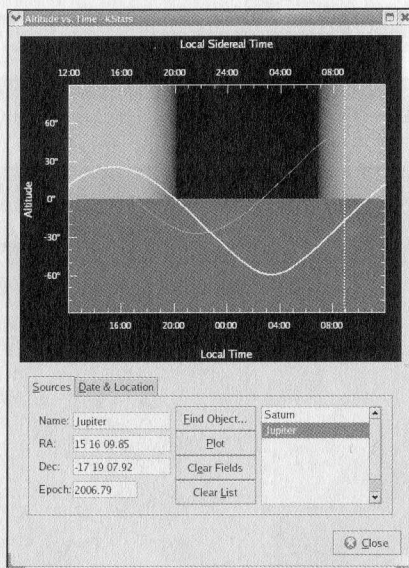 Altitude vs. Time - KStars
Local Sidereal Time
12:00 16:00 20:00 24:00 04:00 08:00
60°
30°
0°
-30°
-60°
Altitude
16:00 20:00 00:00 04:00 08:00
Local Time
Sources Date & Location
Name: Jupiter
RA: 15 16 09.85
Dec: -17 19 07.92
Epoch: 2006.79
Find Object...
Plot
Clear Fields
Clear List
Saturn
Jupiter
Close